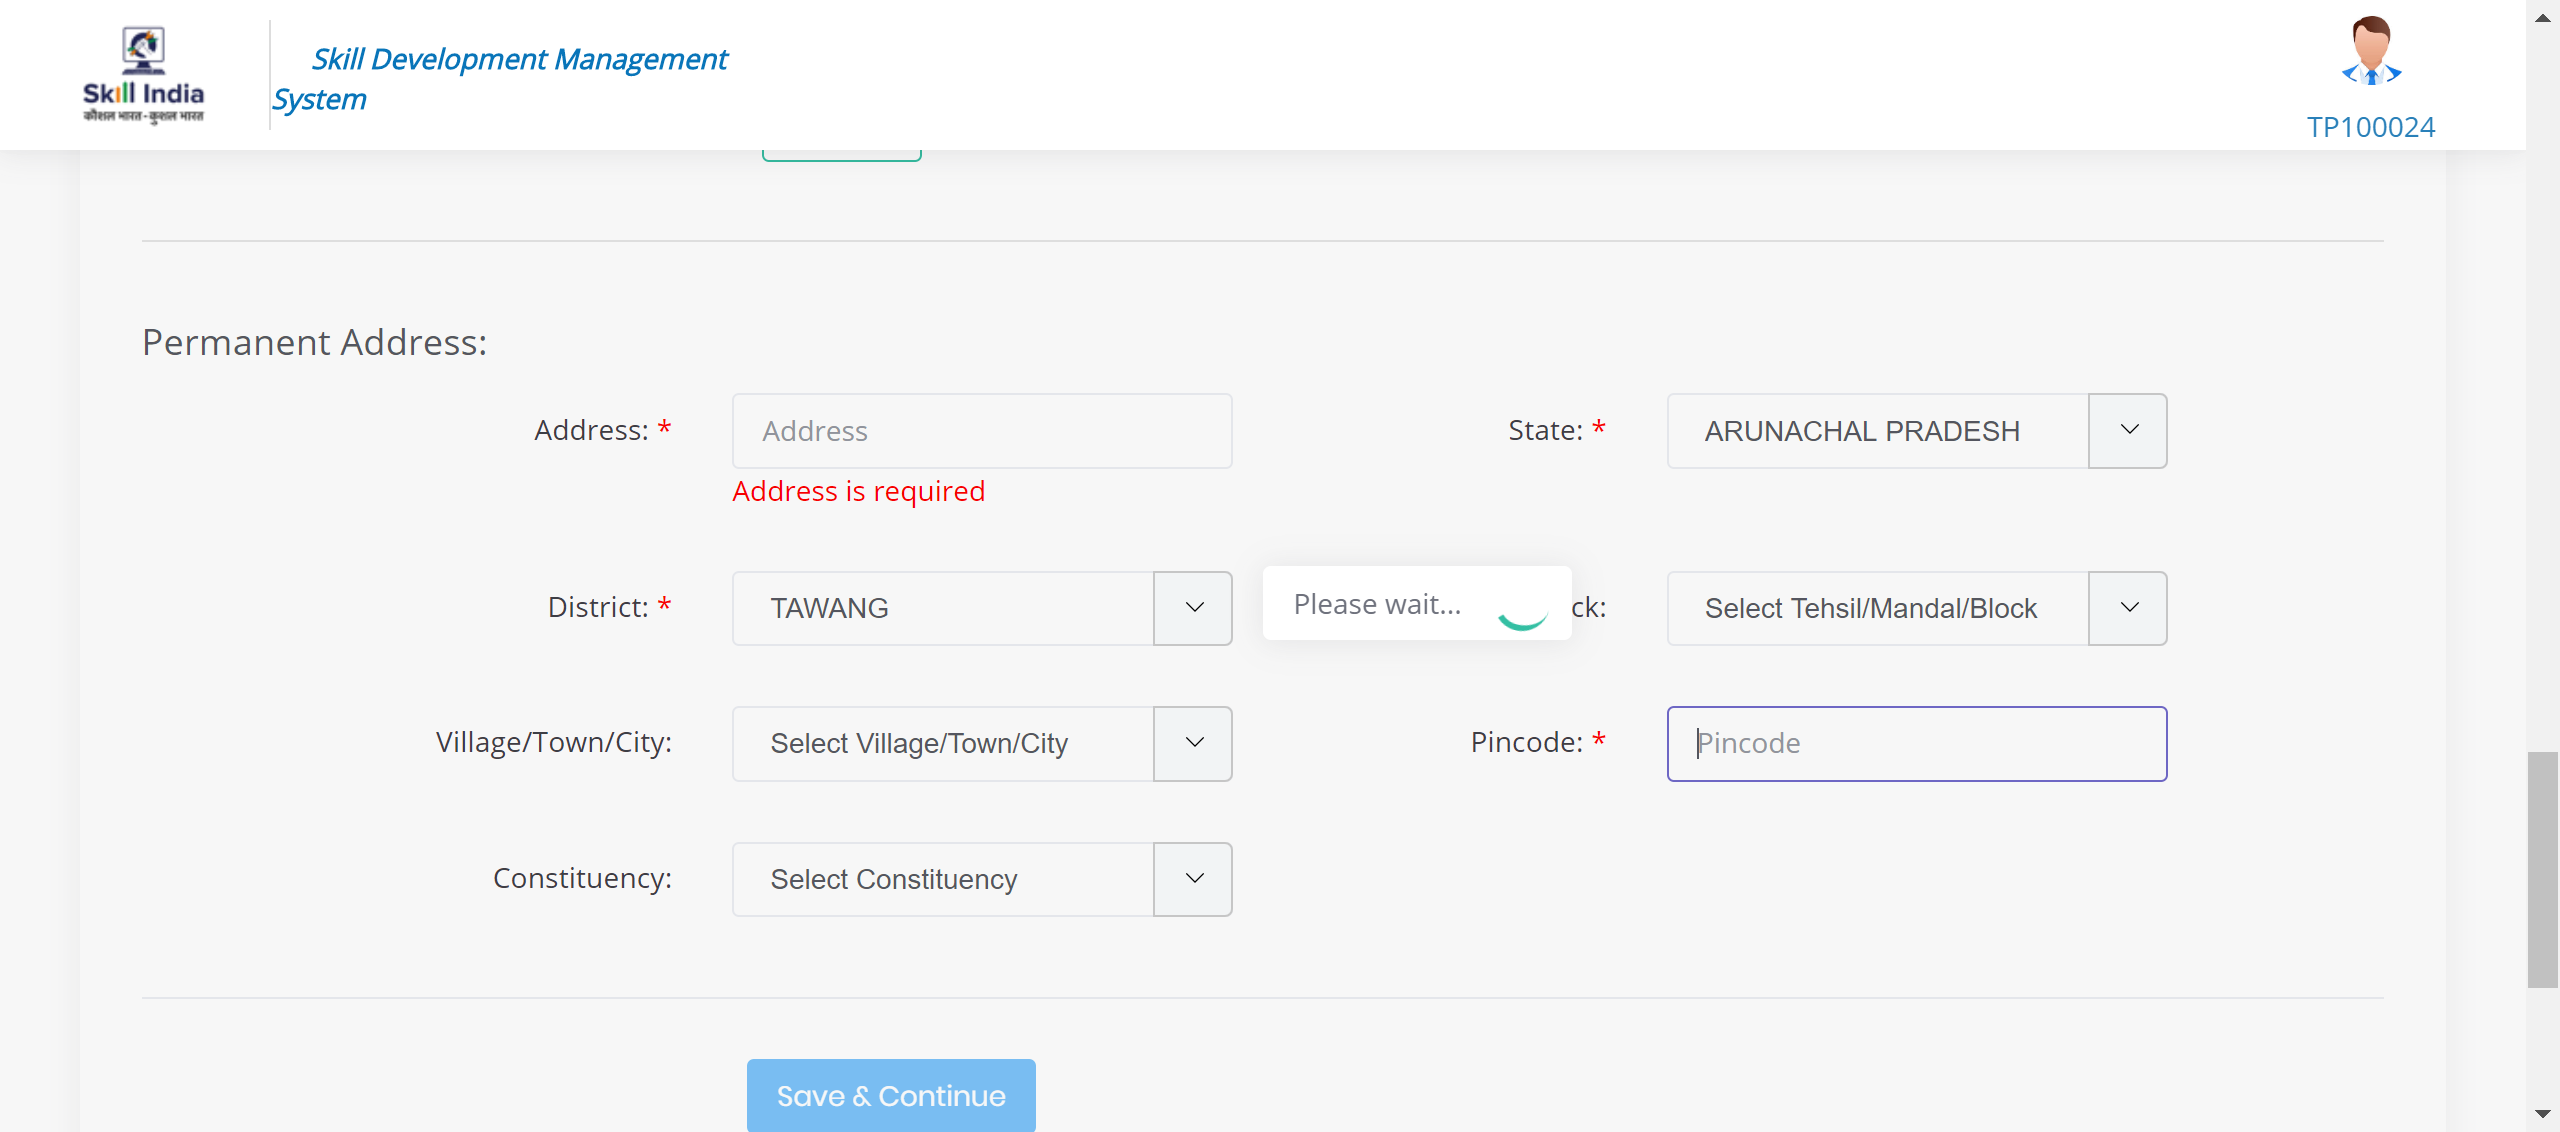 Skill India
कौशल भारत - कुशल भारत
Skill Development Management
System
TP100024
Permanent Address:
Address: *
Address
State: *
ARUNACHAL PRADESH
Address is required
District: *
TAWANG
Please wait...
ck:
Select Tehsil/Mandal/Block
Village/Town/City:
Select Village/Town/City
Pincode: *
Pincode
Constituency:
Select Constituency
Save & Continue